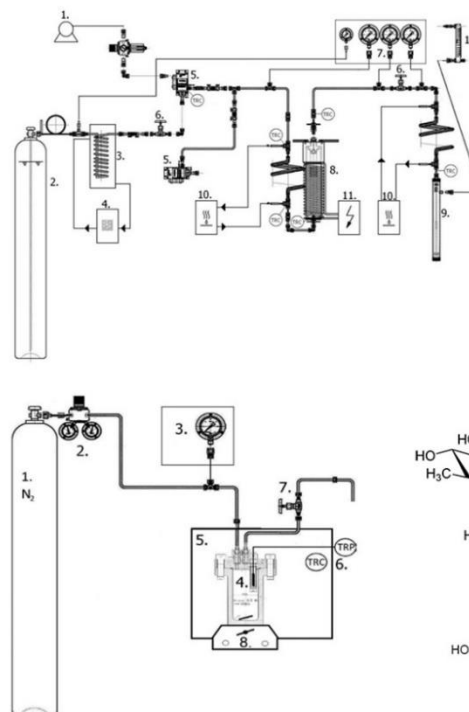 1.
2.
3.
4.
5.
5.
6.
6.
7.
8.
9.
10.
10.
11.
1
TRC
TRC
TRC
TRC
TRC
TRC
1.
N₂
2.
3.
4.
5.
6.
7.
8.
TRP
TRC
HO
HO
H₃C
H
HO